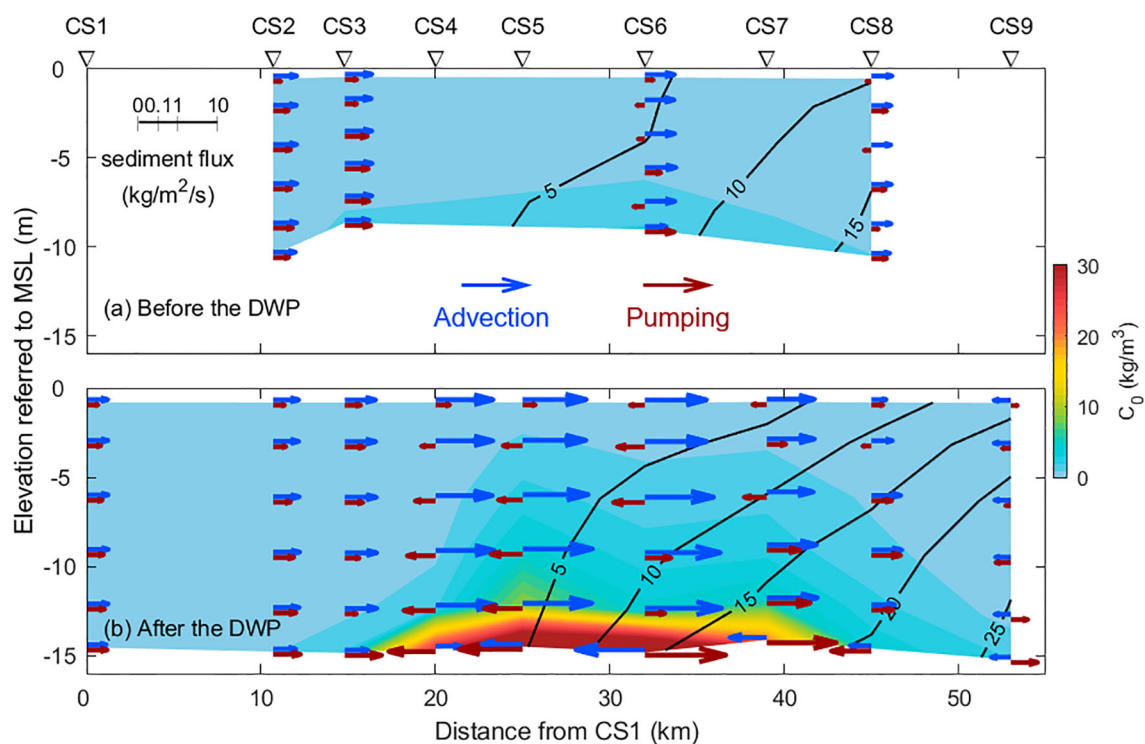 CS1 CS2 CS3 CS4 CS5 CS6 CS7 CS8 CS9
0
00.11 10
sediment flux
(kg/m²/s)
-5
-10
-15
5
10
15
(a) Before the DWP
Advection
Pumping
Elevation referred to MSL (m)
0
-5
-10
-15
5
10
15
20
25
(b) After the DWP
0 10 20 30 40 50
Distance from CS1 (km)
30
20
10
0
C₀ (kg/m³)